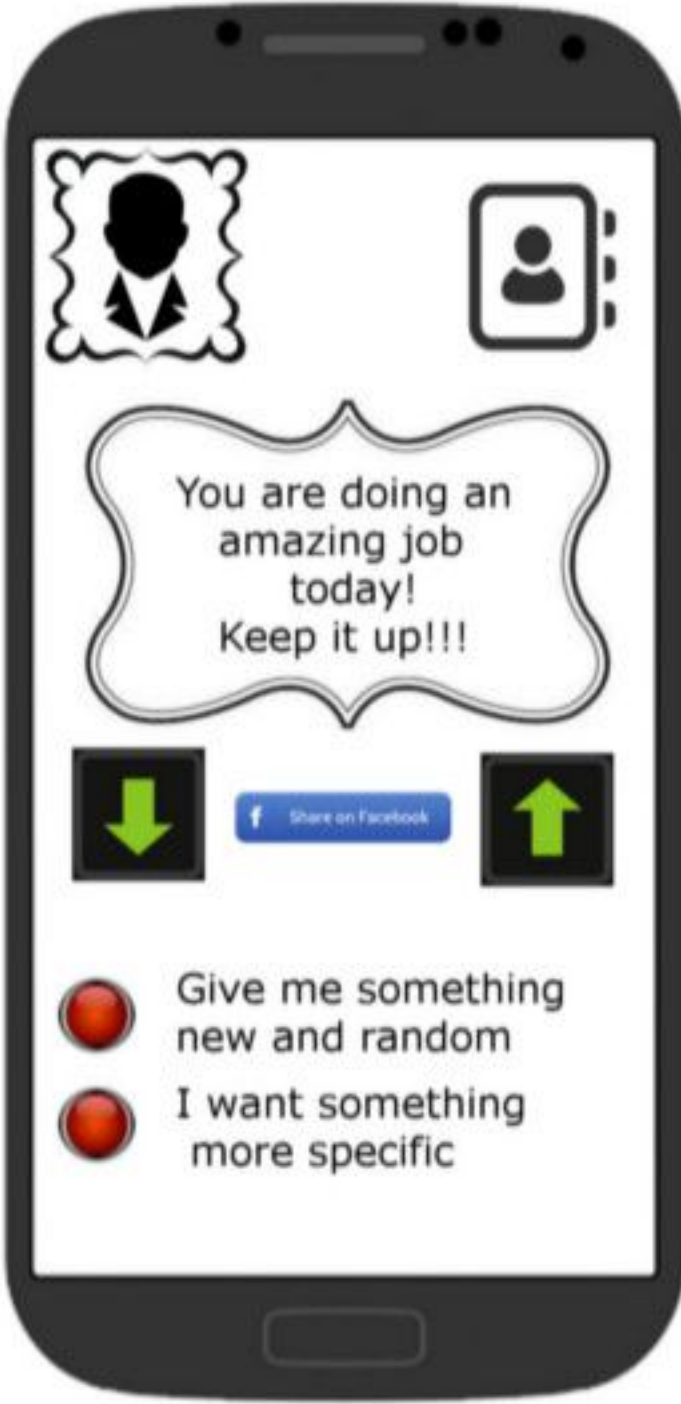 You are doing an
amazing job
today!
Keep it up!!!
f Share on Facebook
Give me something
new and random
I want something
more specific